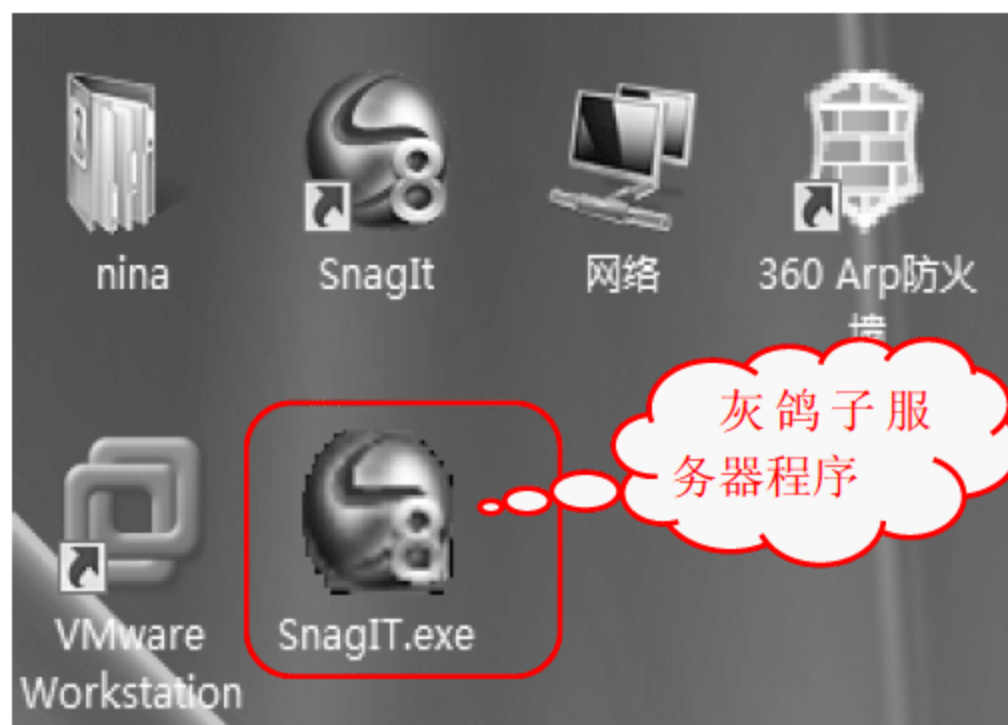 nina
SnagIt
网络
360 Arp防火
墙
灰鸽子服
务器程序
VMware
Workstation
SnagIT.exe